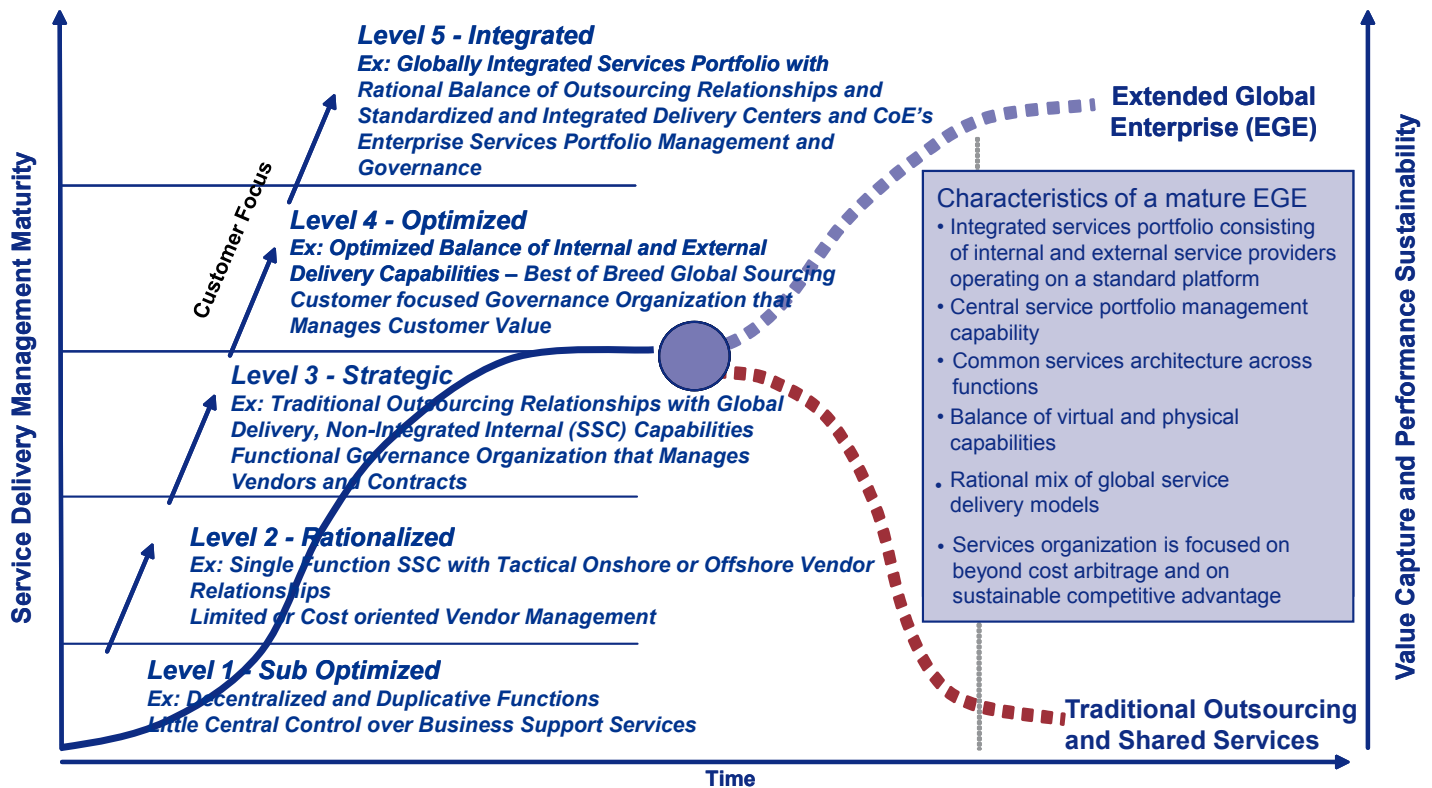 Service Delivery Management Maturity
Level 5 - Integrated
Ex: Globally Integrated Services Portfolio with
Rational Balance of Outsourcing Relationships and
Standardized and Integrated Delivery Centers and CoE's
Enterprise Services Portfolio Management and
Governance
Customer Focus
Level 4 - Optimized
Ex: Optimized Balance of Internal and External
Delivery Capabilities – Best of Breed Global Sourcing
Customer focused Governance Organization that
Manages Customer Value
Level 3 - Strategic
Ex: Traditional Outsourcing Relationships with Global
Delivery, Non-Integrated Internal (SSC) Capabilities
Functional Governance Organization that Manages
Vendors and Contracts
Level 2 - Rationalized
Ex: Single Function SSC with Tactical Onshore or Offshore Vendor
Relationships
Limited or Cost oriented Vendor Management
Level 1 - Sub Optimized
Ex: Decentralized and Duplicative Functions
Little Central Control over Business Support Services
Extended Global
Enterprise (EGE)
Characteristics of a mature EGE
• Integrated services portfolio consisting
of internal and external service providers
operating on a standard platform
• Central service portfolio management
capability
• Common services architecture across
functions
• Balance of virtual and physical
capabilities
• Rational mix of global service
delivery models
• Services organization is focused on
beyond cost arbitrage and on
sustainable competitive advantage
Traditional Outsourcing
and Shared Services
Value Capture and Performance Sustainability
Time